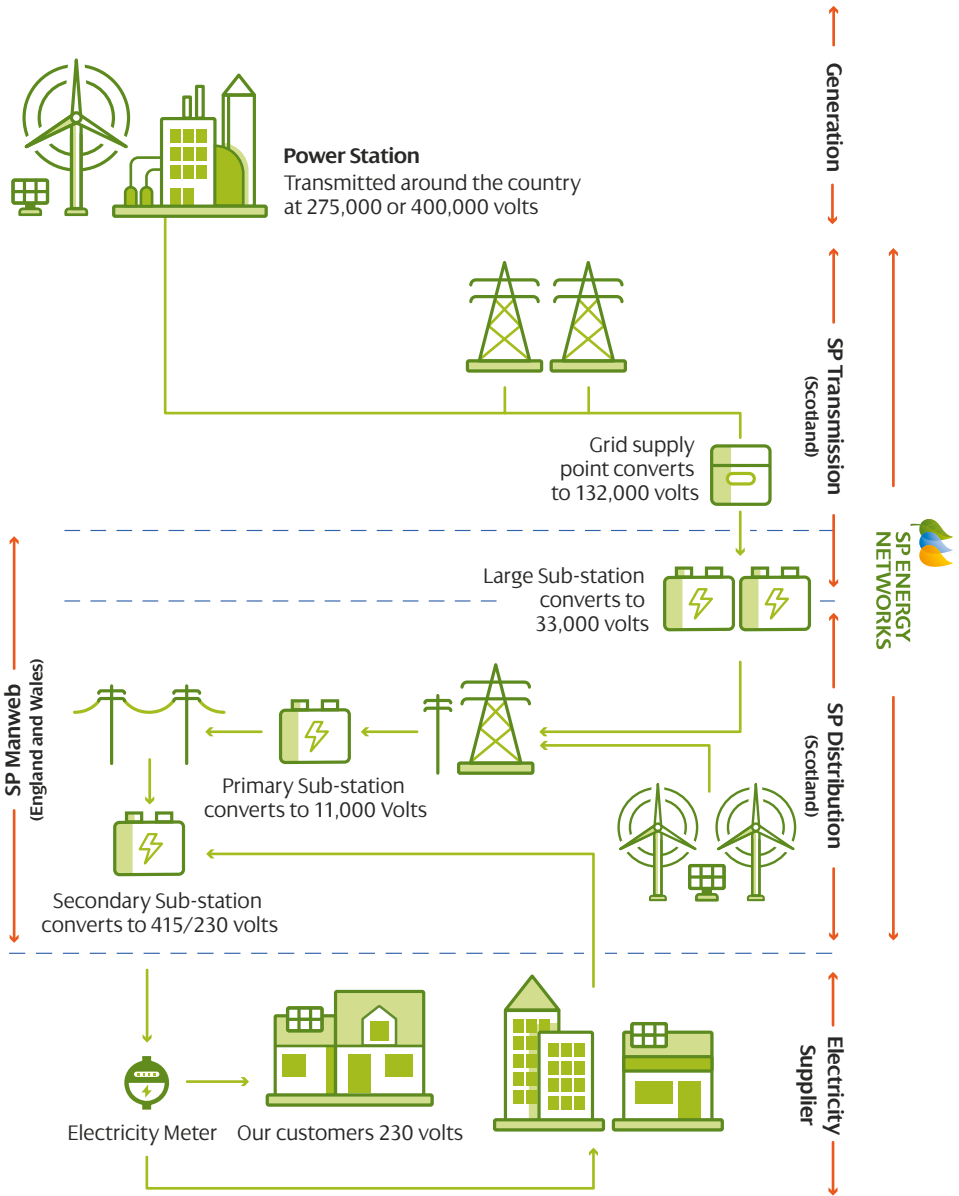 Generation
Power Station
Transmitted around the country
at 275,000 or 400,000 volts
SP Transmission
(Scotland)
Grid supply
point converts
to 132,000 volts
SP ENERGY
NETWORKS
Large Sub-station
converts to
33,000 volts
SP Manweb
(England and Wales)
SP Distribution
(Scotland)
Primary Sub-station
converts to 11,000 Volts
Secondary Sub-station
converts to 415/230 volts
Electricity
Supplier
Electricity Meter
Our customers 230 volts